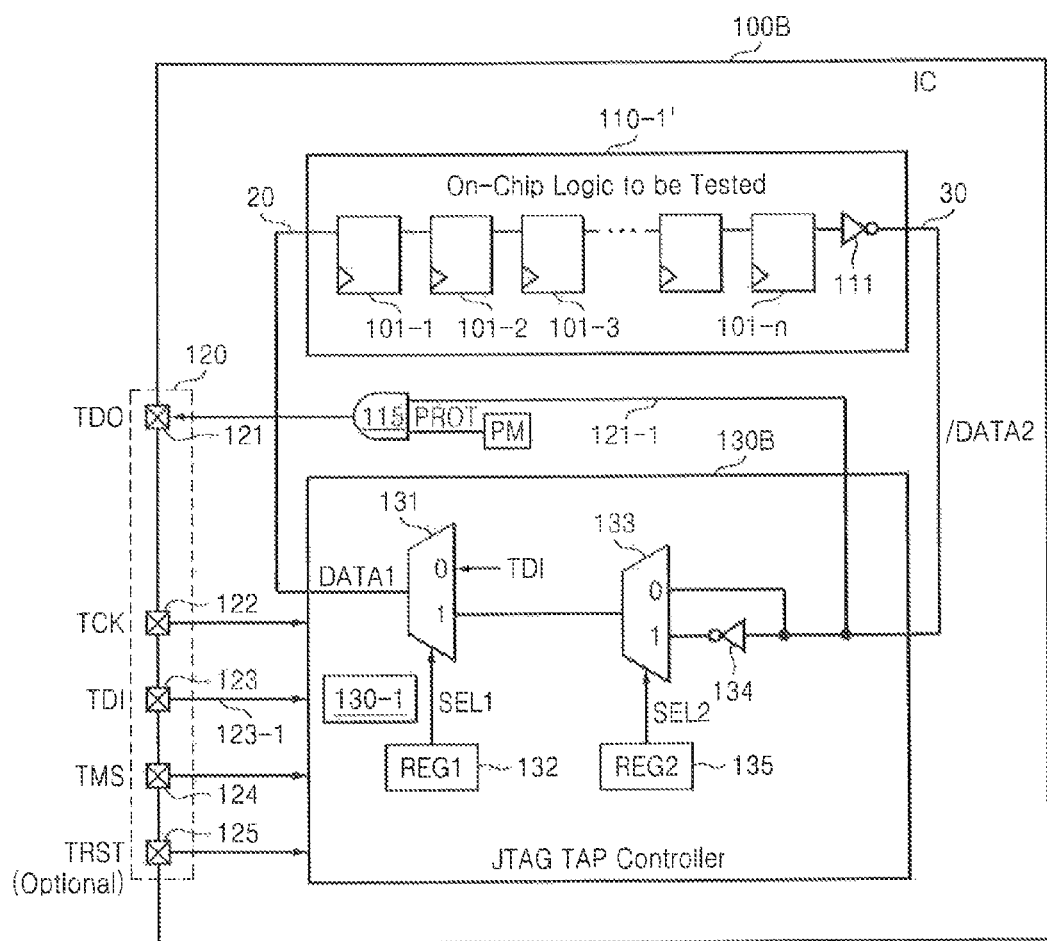 100B
IC
110-1'
On-Chip Logic to be Tested
20
30
111
101-1
101-2
101-3
101-n
120
TDO
121
115
PROT
PM
121-1
/DATA2
130B
131
133
0
TDI
DATA1
1
0
1
134
TCK
122
TDI
123
123-1
130-1
SEL1
SEL2
REG1
132
REG2
135
TMS
124
TRST
125
(Optional)
JTAG TAP Controller